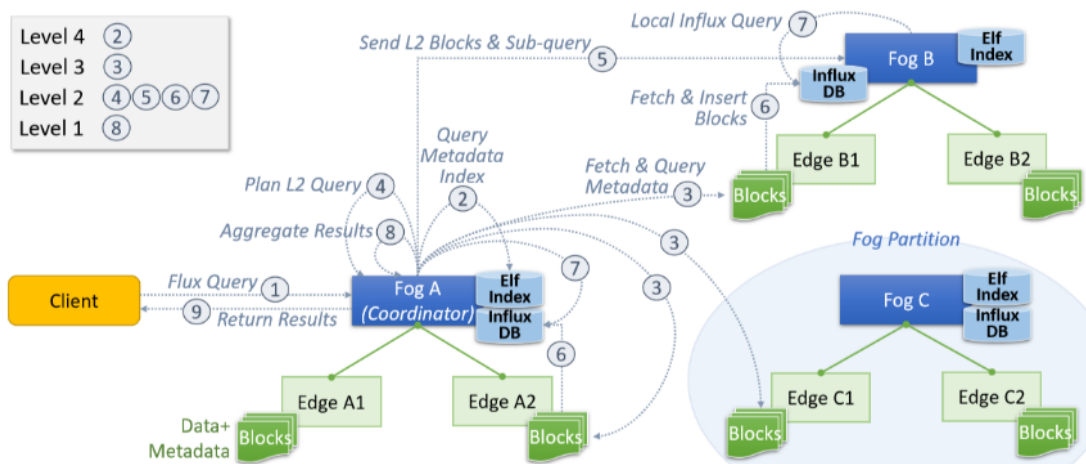 Level 4 2
Level 3 3
Level 2 4 5 6 7
Level 1 8
Send L2 Blocks & Sub-query
5
Local Influx Query
7
Fog B
Elf
Index
Influx
DB
Fetch & Insert
Blocks
6
Edge B1
Edge B2
Blocks
Blocks
Query
Metadata
Index
2
Plan L2 Query
4
Fetch & Query
Metadata
3
Aggregate Results
8
3
3
7
Client
Flux Query
1
9
Return Results
Fog A
(Coordinator)
Elf
Index
Influx
DB
6
Edge A1
Edge A2
Data+
Metadata
Blocks
Blocks
Fog Partition
Fog C
Elf
Index
Influx
DB
Edge C1
Edge C2
Blocks
Blocks